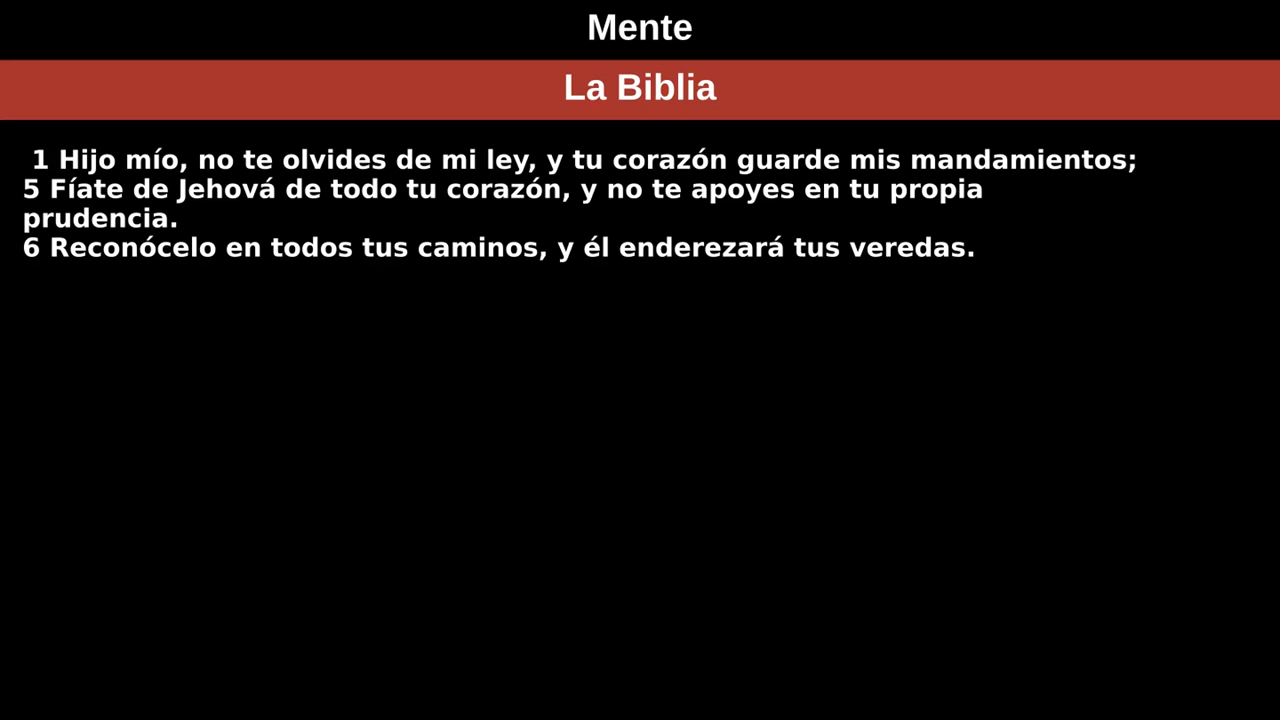 Mente
La Biblia
1 Hijo mío, no te olvides de mi ley, y tu corazón guarde mis mandamientos;
5 Fíate de Jehová de todo tu corazón, y no te apoyes en tu propia
prudencia.
6 Reconócelo en todos tus caminos, y él enderezará tus veredas.